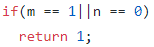 if(m == 1||n == 0)
  return 1;